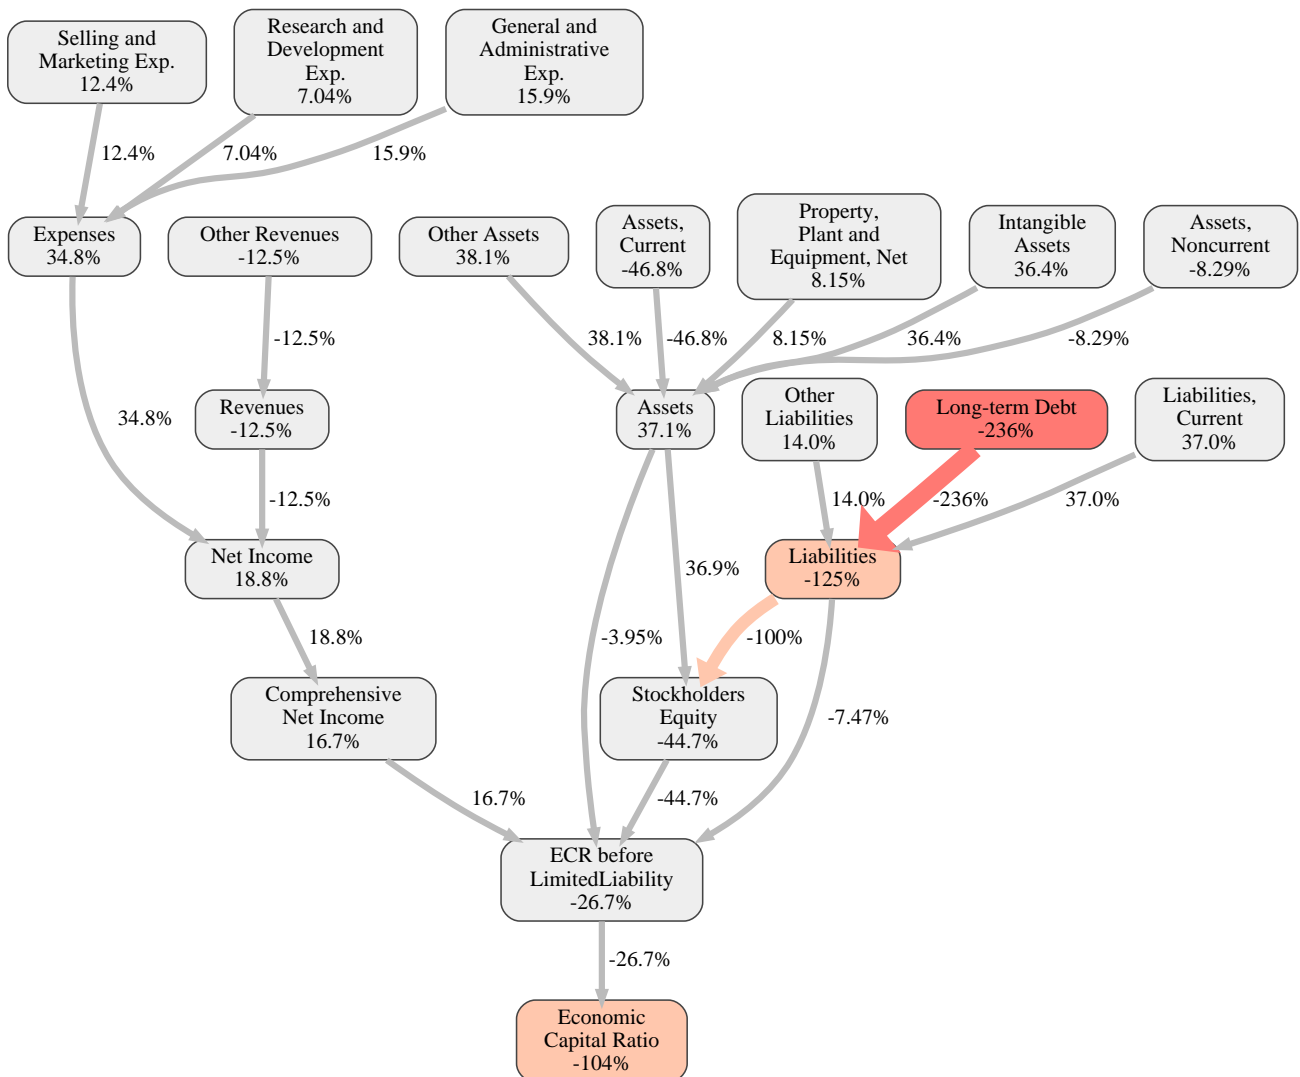 Selling and
Marketing Exp.
12.4%
Research and
Development
Exp.
7.04%
General and
Administrative
Exp.
15.9%
12.4%
7.04%
15.9%
Expenses
34.8%
Other Revenues
-12.5%
Other Assets
38.1%
Assets,
Current
-46.8%
Property,
Plant and
Equipment, Net
8.15%
Intangible
Assets
36.4%
Assets,
Noncurrent
-8.29%
-12.5%
38.1%
-46.8%
8.15%
36.4%
-8.29%
34.8%
Revenues
-12.5%
Assets
37.1%
Other
Liabilities
14.0%
Long-term Debt
-236%
Liabilities,
Current
37.0%
-12.5%
14.0%
-236%
37.0%
Net Income
18.8%
36.9%
Liabilities
-125%
18.8%
-3.95%
-100%
Comprehensive
Net Income
16.7%
Stockholders
Equity
-44.7%
-7.47%
16.7%
-44.7%
ECR before
LimitedLiability
-26.7%
-26.7%
Economic
Capital Ratio
-104%